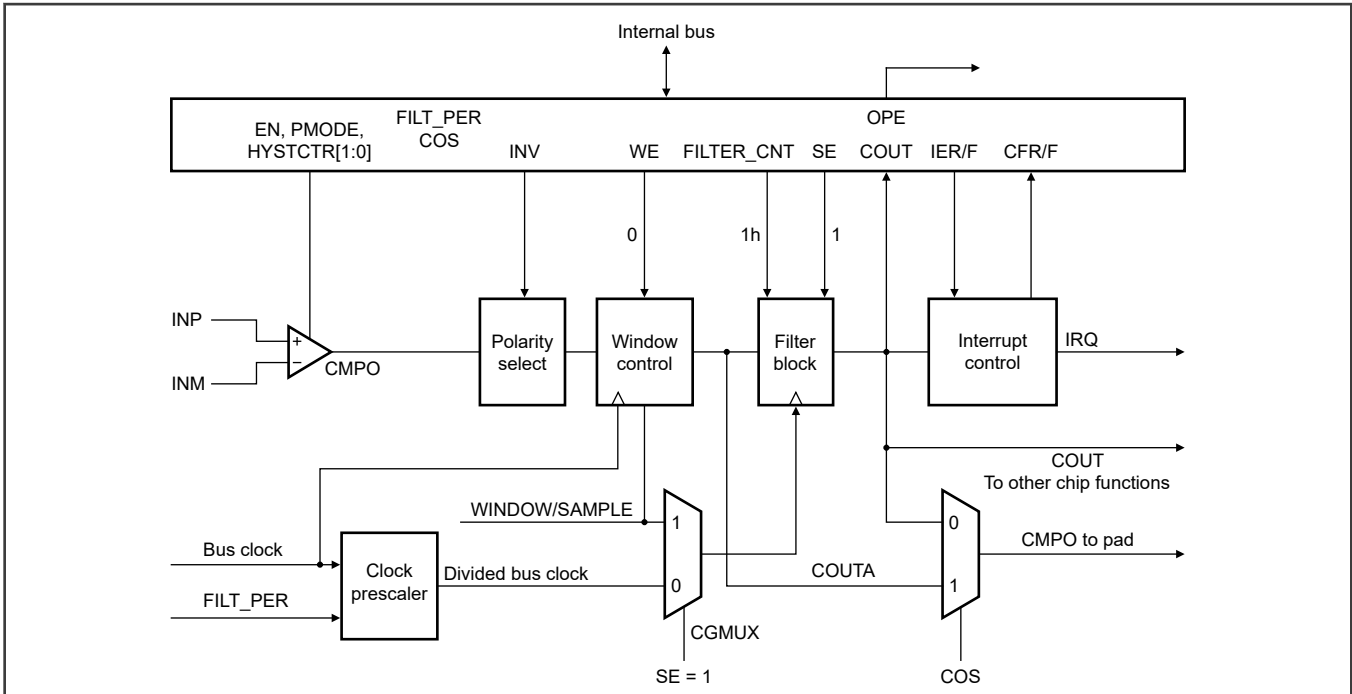 Internal bus
EN, PMODE,
HYSTCTR[1:0]
FILT_PER
COS
INV
WE
FILTER_CNT
SE
OPE
COUT
IER/F
CFR/F
0
1h
1
INP
INM
+
−
CMPO
Polarity
select
Window
control
Filter
block
Interrupt
control
IRQ
COUT
To other chip functions
WINDOW/SAMPLE
1
0
0
1
CMPO to pad
Bus clock
FILT_PER
Clock
prescaler
Divided bus clock
COUTA
CGMUX
SE = 1
COS